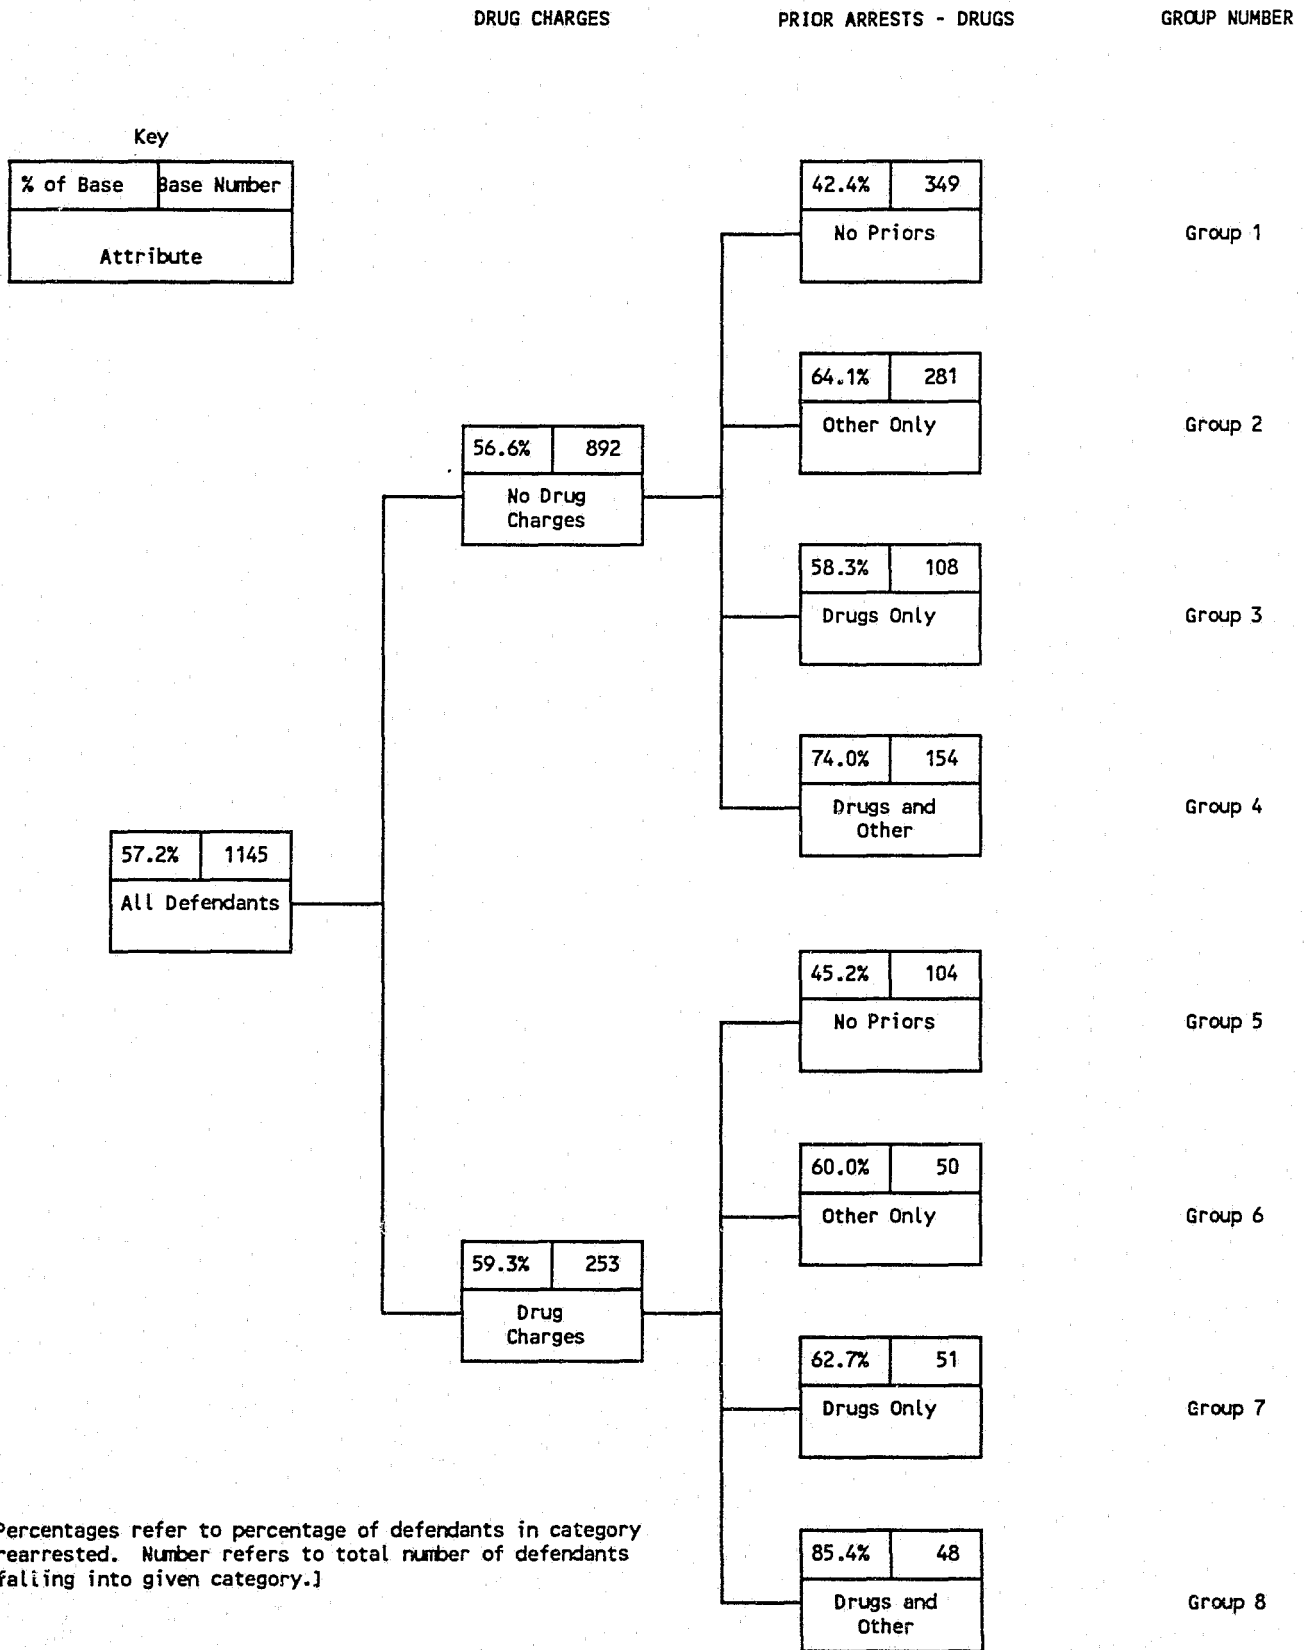 DRUG CHARGES PRIOR ARRESTS - DRUGS GROUP NUMBER
Key
% of Base Base Number
Attribute
42.4% 349
No Priors
Group 1
64.1% 281
Other Only
Group 2
56.6% 892
No Drug
Charges
58.3% 108
Drugs Only
Group 3
74.0% 154
Drugs and
Other
Group 4
57.2% 1145
All Defendants
45.2% 104
No Priors
Group 5
60.0% 50
Other Only
Group 6
59.3% 253
Drug
Charges
62.7% 51
Drugs Only
Group 7
85.4% 48
Drugs and
Other
Group 8
Percentages refer to percentage of defendants in category
rearrested. Number refers to total number of defendants
falling into given category.]